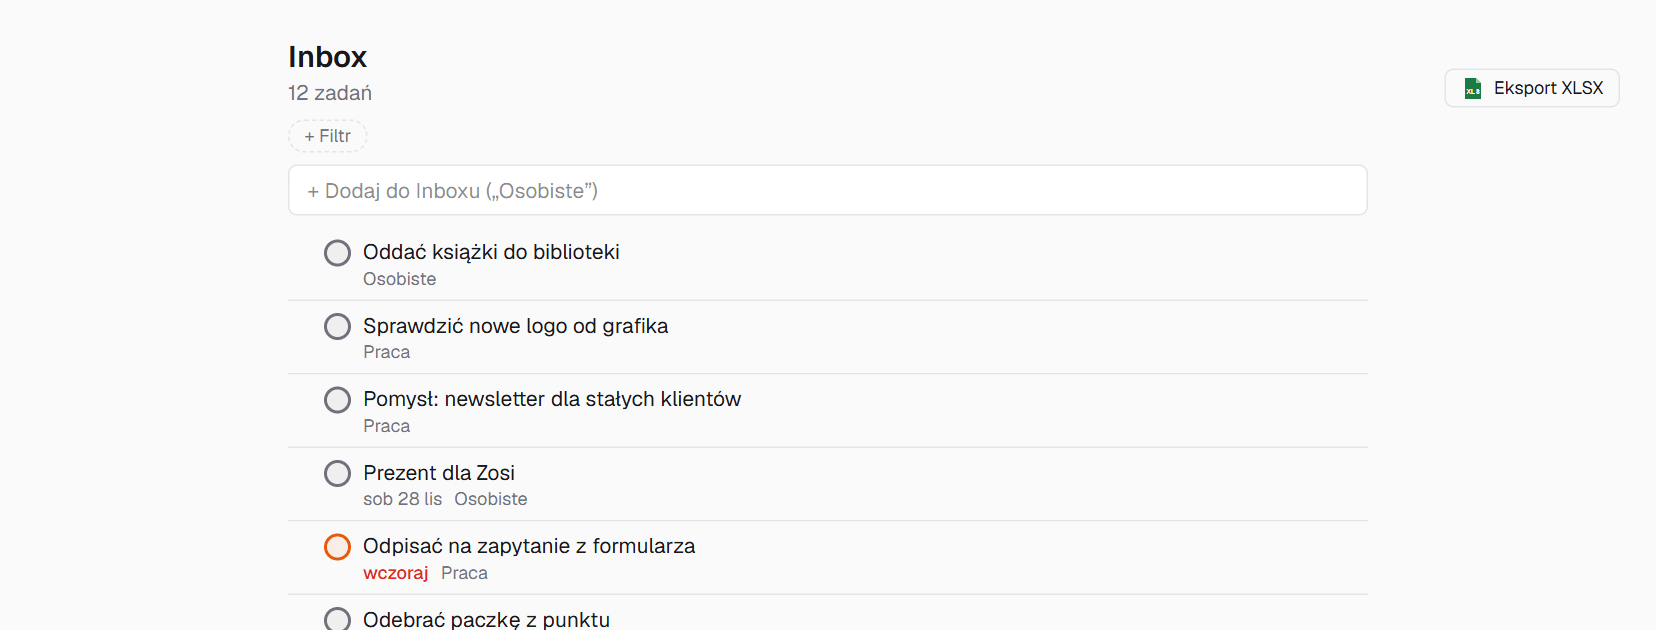 Inbox
12 zadań
Eksport XLSX
+ Filtr
+ Dodaj do Inboxu („Osobiste”)
Oddać książki do biblioteki
Osobiste
Sprawdzić nowe logo od grafika
Praca
Pomysł: newsletter dla stałych klientów
Praca
Prezent dla Zosi
sob 28 lis Osobiste
Odpisać na zapytanie z formularza
wczoraj Praca
Odebrać paczkę z punktu